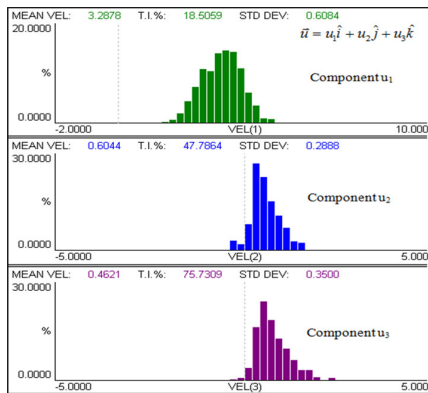 MEAN VEL: 3.2878 T.I.%: 18.5059 STD DEV: 0.6084
20.0000
%
0.0000
-2.0000 VEL(1) 10.0000
u⃗ = u₁î + u₂ĵ + u₃k̂
Component u₁
MEAN VEL: 0.6044 T.I.%: 47.7864 STD DEV: 0.2888
30.0000
%
0.0000
-5.0000 VEL(2) 5.000
Component u₂
MEAN VEL: 0.4621 T.I.%: 75.7309 STD DEV: 0.3500
30.0000
%
0.0000
-5.0000 VEL(3) 5.000
Component u₃